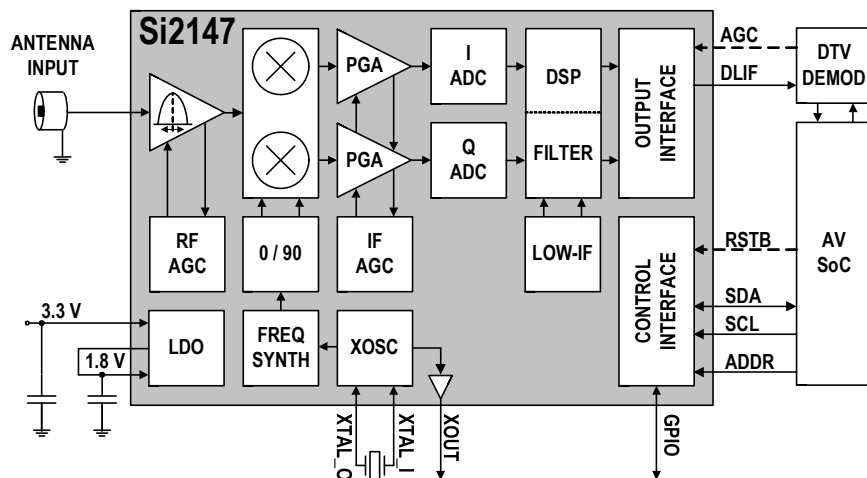 Si2147
ANTENNA
INPUT
PGA
PGA
I
ADC
Q
ADC
DSP
FILTER
OUTPUT
INTERFACE
AGC
DLIF
DTV
DEMOD
RF
AGC
0 / 90
IF
AGC
LOW-IF
CONTROL
INTERFACE
RSTB
SDA
SCL
ADDR
AV
SoC
3.3 V
1.8 V
LDO
FREQ
SYNTH
XOSC
XTAL_O
XTAL_I
XOUT
GPIO